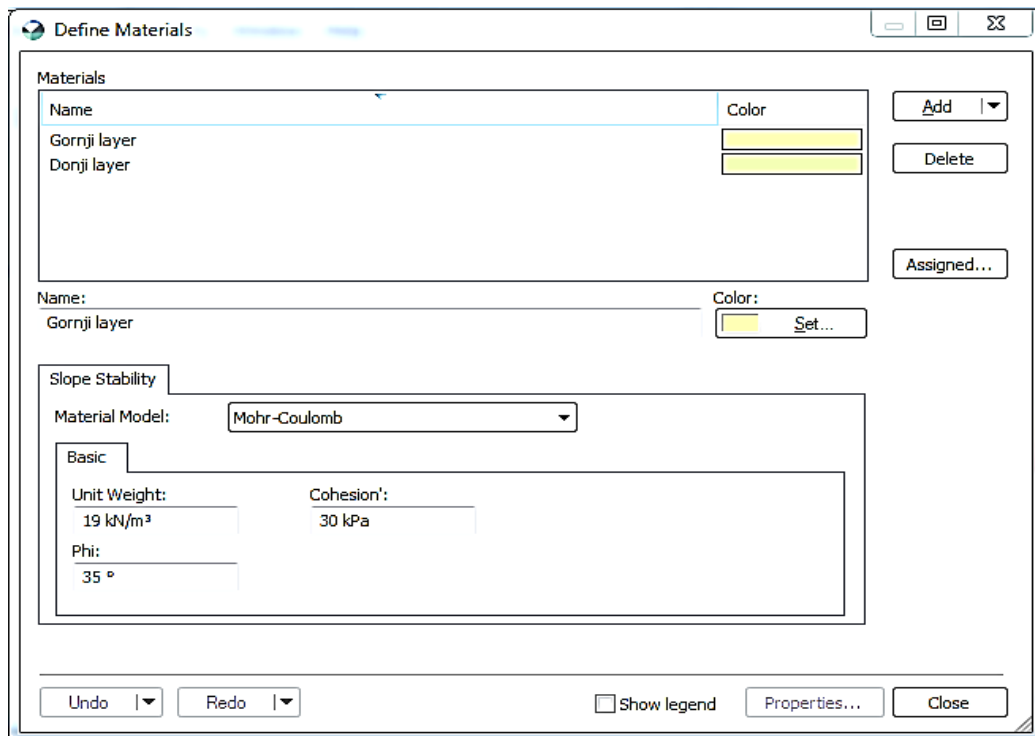 Define Materials
Materials
Name Color
Gornji layer
Donji layer
Add
Delete
Assigned...
Name: Color:
Gornji layer Set...
Slope Stability
Material Model: Mohr-Coulomb
Basic
Unit Weight: Cohesion':
19 kN/m³ 30 kPa
Phi:
35 º
Undo Redo Show legend Properties... Close